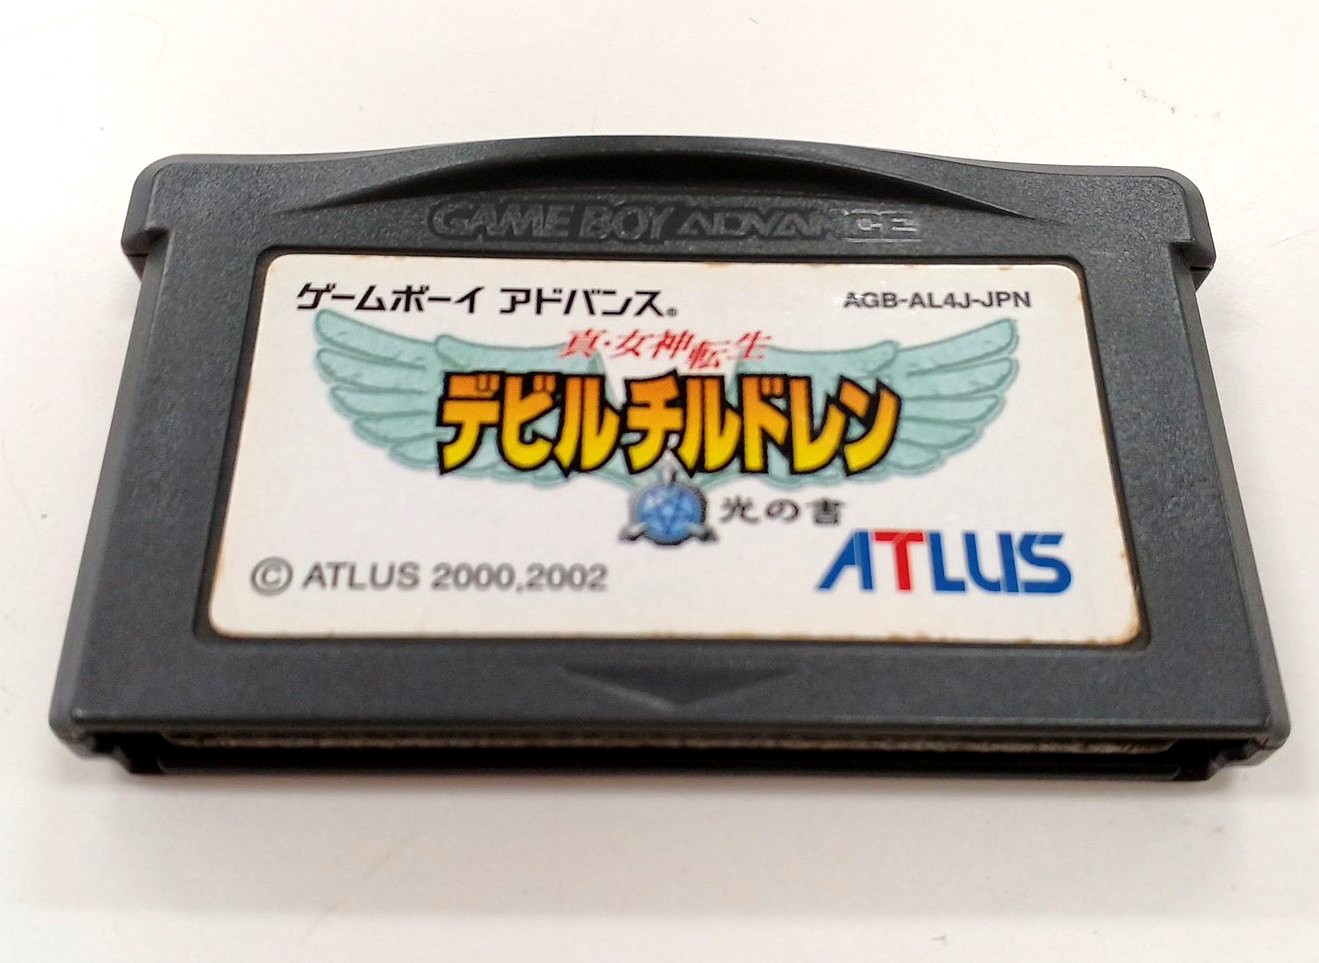 GAME BOY ADVANCE
ゲームボーイ アドバンス®
AGB-AL4J-JPN
真・女神転生
デビルチルドレン
光の書
ATLUS
© ATLUS 2000,2002